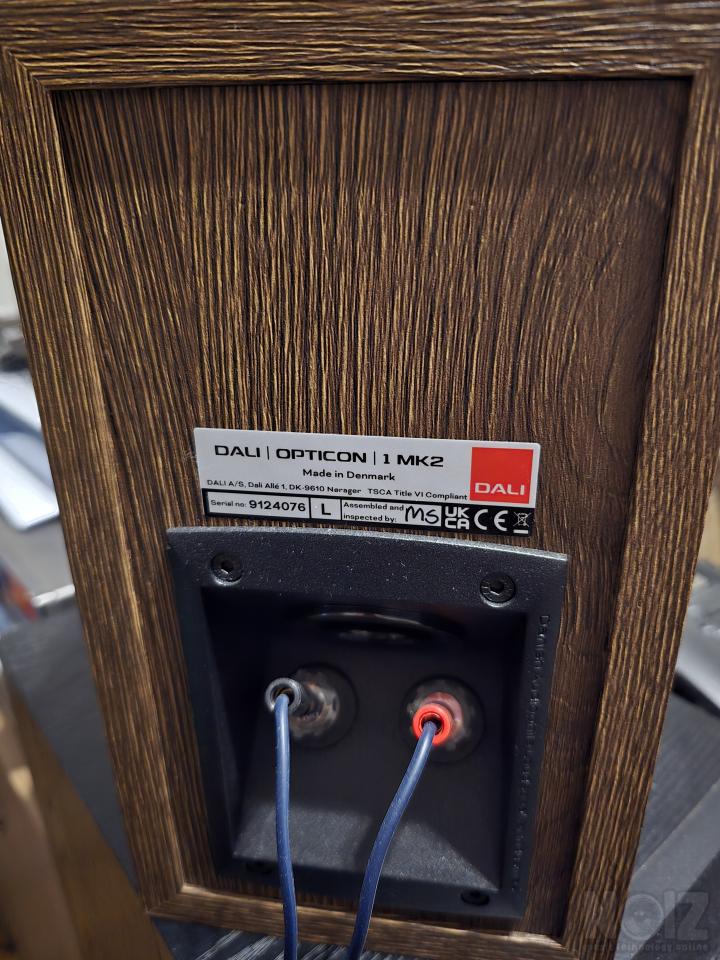 DALI | OPTICON | 1 MK2
Made in Denmark
DALI A/S, Dali Allé 1, DK-9610 Nørager TSCA Title VI Compliant
DALI
Serial no: 9124076 L Assembled and inspected by: MS UK CA CE
NOIZ